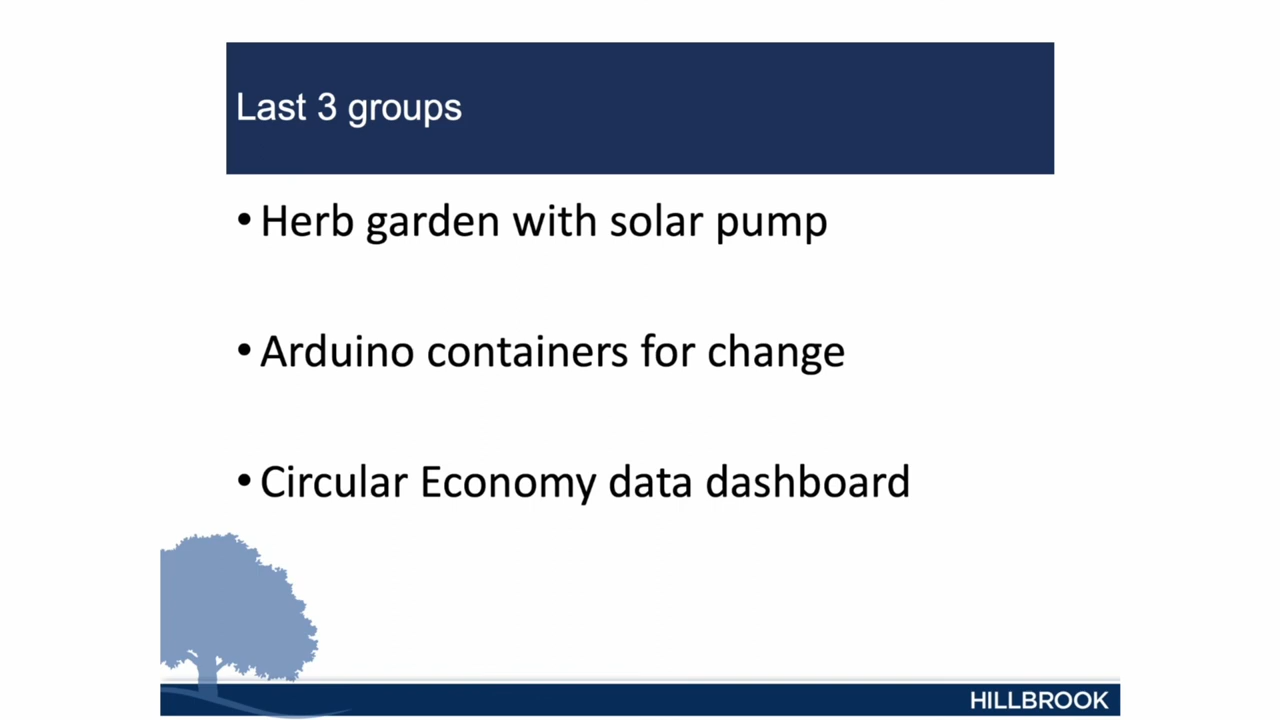 Last 3 groups
• Herb garden with solar pump
• Arduino containers for change
• Circular Economy data dashboard
HILLBROOK